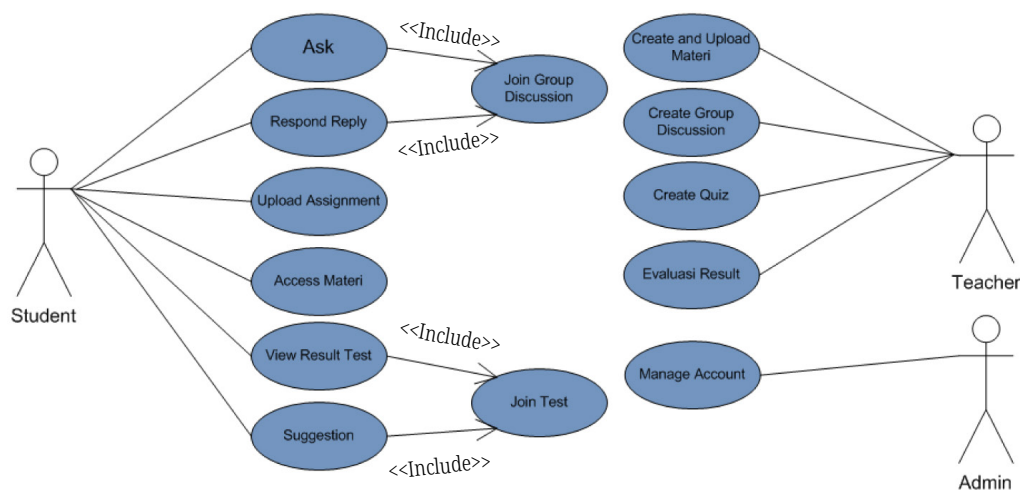 Ask
<<Include>>
Respond Reply
<<Include>>
Join Group
Discussion
Upload Assignment
Access Materi
View Result Test
<<Include>>
Suggestion
<<Include>>
Join Test
Student
Create and Upload
Materi
Create Group
Discussion
Create Quiz
Evaluasi Result
Teacher
Manage Account
Admin